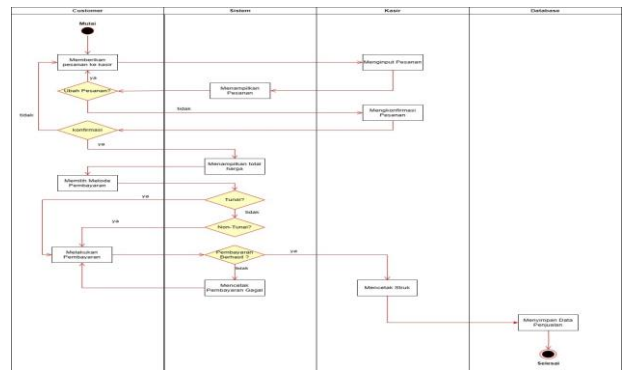 Customer
Sistem
Kasir
Database
Mulai
Memberikan
pesanan ke kasir
Menginput Pesanan
ya
Ubah Pesanan?
Menampilkan
Pesanan
tidak
Mengkonfirmasi
Pesanan
tidak
konfirmasi
ya
Menampilkan total
harga
Memilih Metode
Pembayaran
ya
Tunai?
tidak
ya
Non-Tunai?
Melakukan
Pembayaran
Pembayaran
Berhasil ?
ya
tidak
Mencetak
Pembayaran Gagal
Mencetak Struk
Menyimpan Data
Penjualan
Selesai